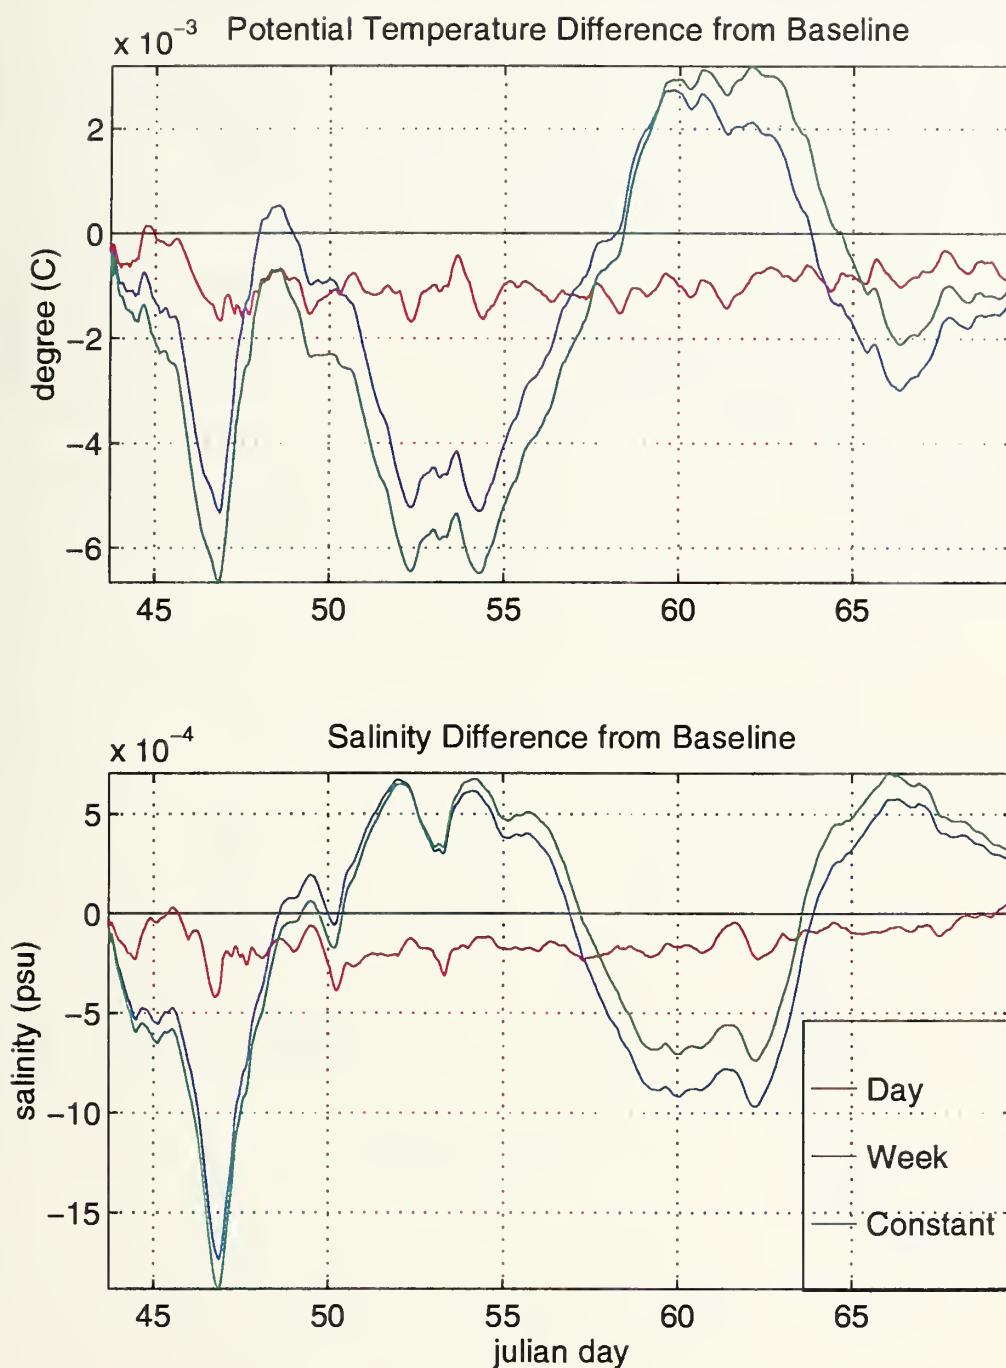 x 10⁻³ Potential Temperature Difference from Baseline
2
0
−2
−4
−6
degree (C)
45 50 55 60 65
x 10⁻⁴ Salinity Difference from Baseline
5
0
−5
−10
−15
salinity (psu)
Day
Week
Constant
45 50 55 60 65
julian day